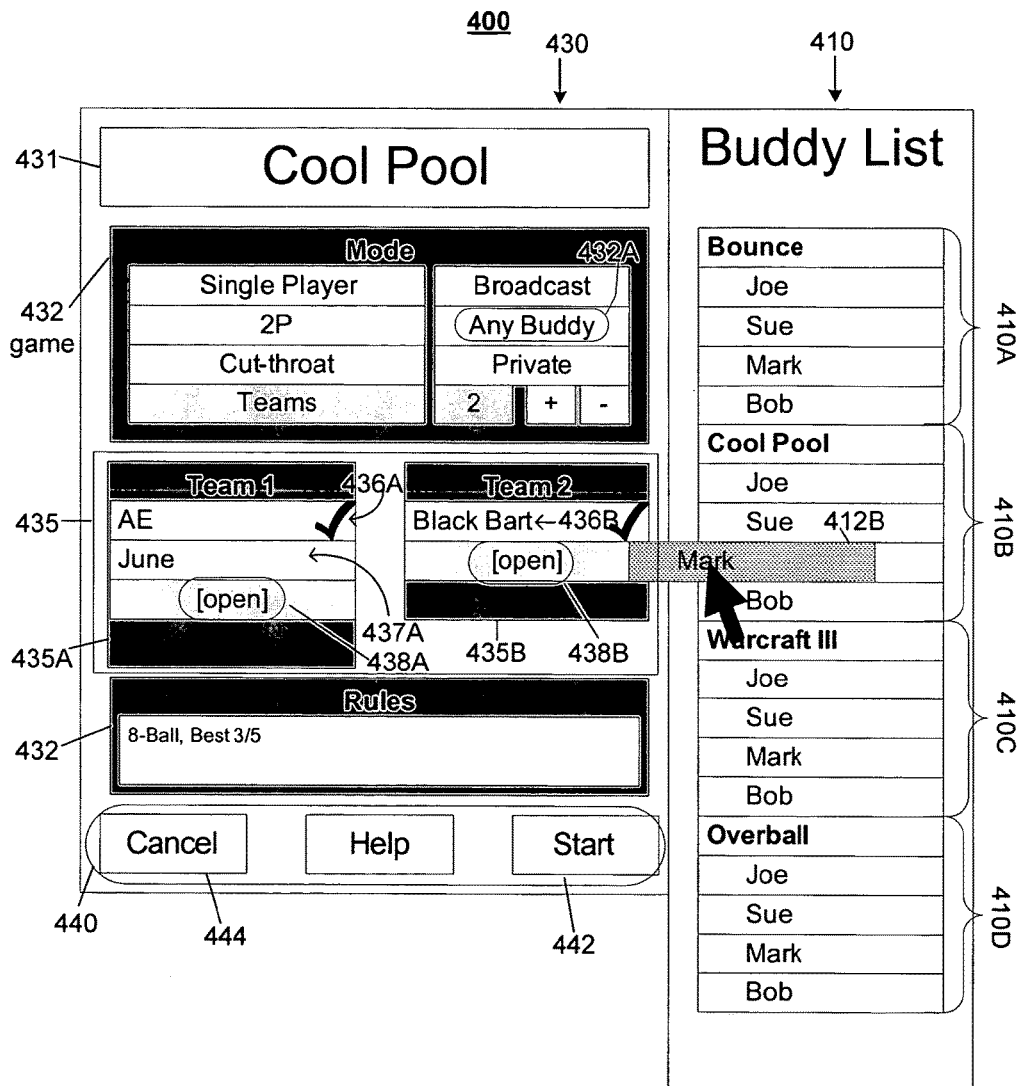 400
430
410
431
Cool Pool
Buddy List
432
game
Mode
432A
Single Player
Broadcast
2P
Any Buddy
Cut-throat
Private
Teams
2
+
-
435
Team 1
436A
AE
June
[open]
435A
437A
438A
Team 2
Black Bart←436B
[open]
435B
438B
432
Rules
8-Ball, Best 3/5
Cancel
Help
Start
440
444
442
Bounce
Joe
Sue
Mark
Bob
410A
Cool Pool
Joe
Sue
412B
Mark
Bob
410B
Warcraft III
Joe
Sue
Mark
Bob
410C
Overball
Joe
Sue
Mark
Bob
410D